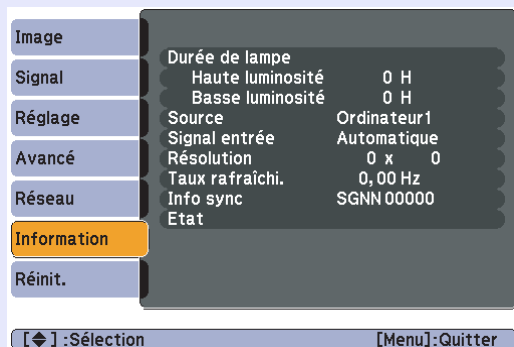 Image
Signal
Réglage
Avancé
Réseau
Information
Réinit.
Durée de lampe
Haute luminosité 0 H
Basse luminosité 0 H
Source Ordinateur1
Signal entrée Automatique
Résolution 0 x 0
Taux rafraîchi. 0,00 Hz
Info sync SGNN 00000
Etat
[◆] :Sélection [Menu]:Quitter